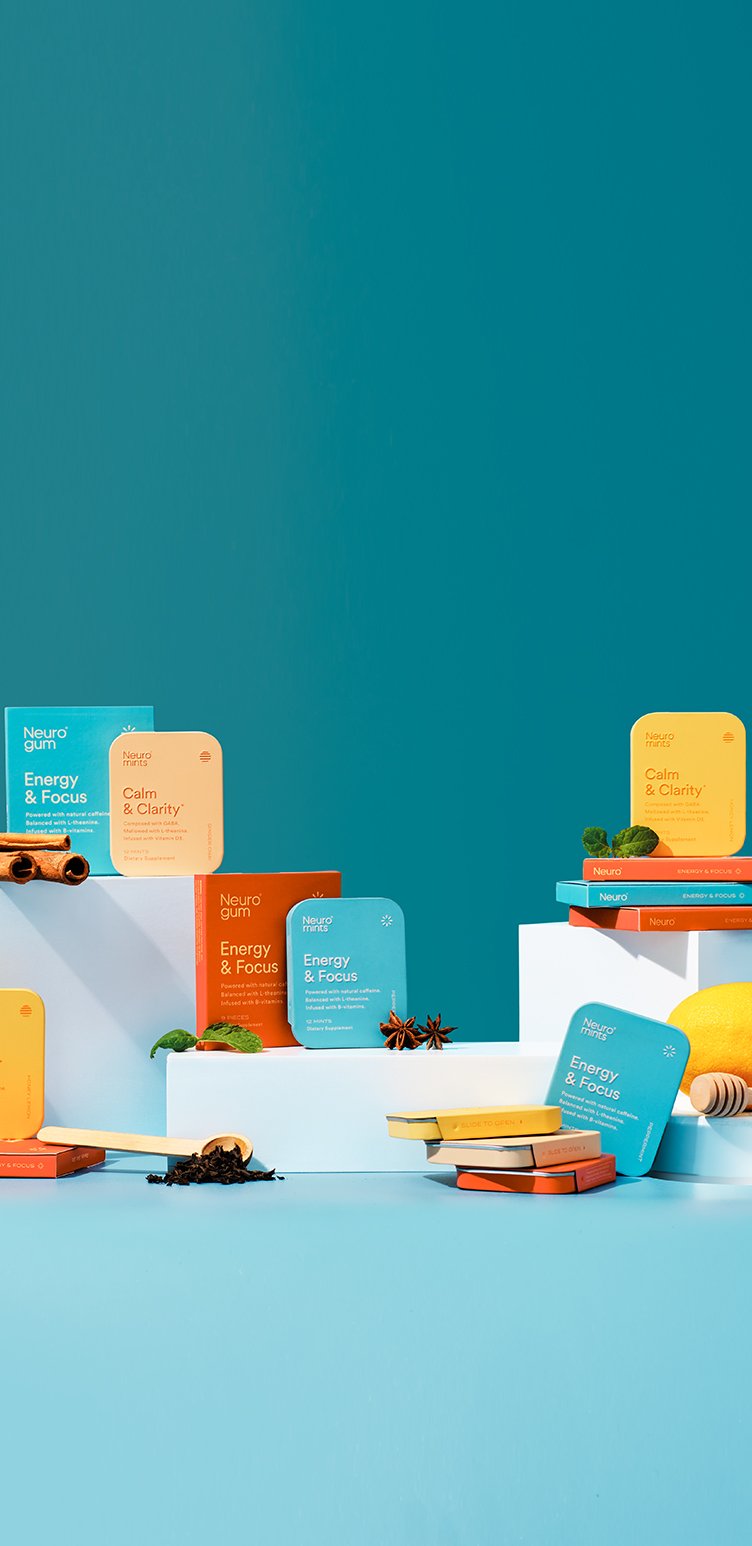 Neuro®
gum
Energy
& Focus
Powered with natural caffeine.
Balanced with L-theanine.
Infused with B-vitamins.
Neuro®
mints
Calm
& Clarity*
Composed with GABA.
Mellowed with L-theanine.
Infused with Vitamin D3.
12 MINTS
Dietary Supplement
Neuro®
mints
Calm
& Clarity*
Composed with GABA.
Mellowed with L-theanine.
Infused with Vitamin D3.
Supplement
Neuro®
ENERGY & FOCUS
Neuro®
ENERGY & FOCUS
Neuro®
ENERGY &
Neuro®
gum
Energy
& Focus
Powered with natural caffeine.
Balanced with L-theanine.
Infused with B-vitamins.
9 PIECES
Supplement
Neuro®
mints
Energy
& Focus
Powered with natural caffeine.
Balanced with L-theanine.
Infused with B-vitamins.
12 MINTS
Dietary Supplement
HONEY LEMON
& FOCUS
Neuro®
mints
Energy
& Focus
Powered with natural caffeine.
Balanced with L-theanine.
Infused with B-vitamins.
PEPPERMINT
SLIDE TO OPEN
SLIDE TO OPEN